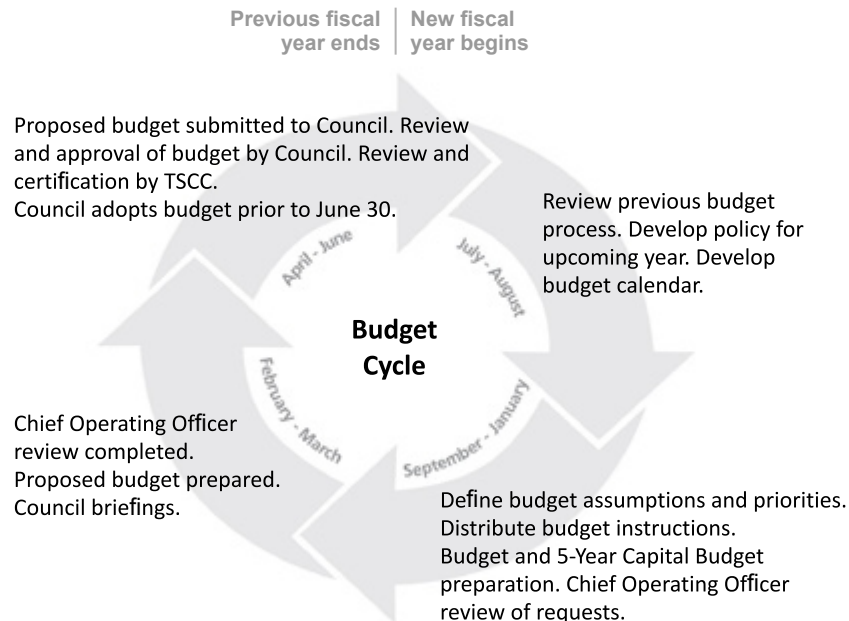 Previous fiscal
year ends
New fiscal
year begins
Proposed budget submitted to Council. Review
and approval of budget by Council. Review and
certification by TSCC.
Council adopts budget prior to June 30.
Review previous budget
process. Develop policy for
upcoming year. Develop
budget calendar.
April - June
July - August
Budget
Cycle
February - March
September - January
Chief Operating Officer
review completed.
Proposed budget prepared.
Council briefings.
Define budget assumptions and priorities.
Distribute budget instructions.
Budget and 5-Year Capital Budget
preparation. Chief Operating Officer
review of requests.